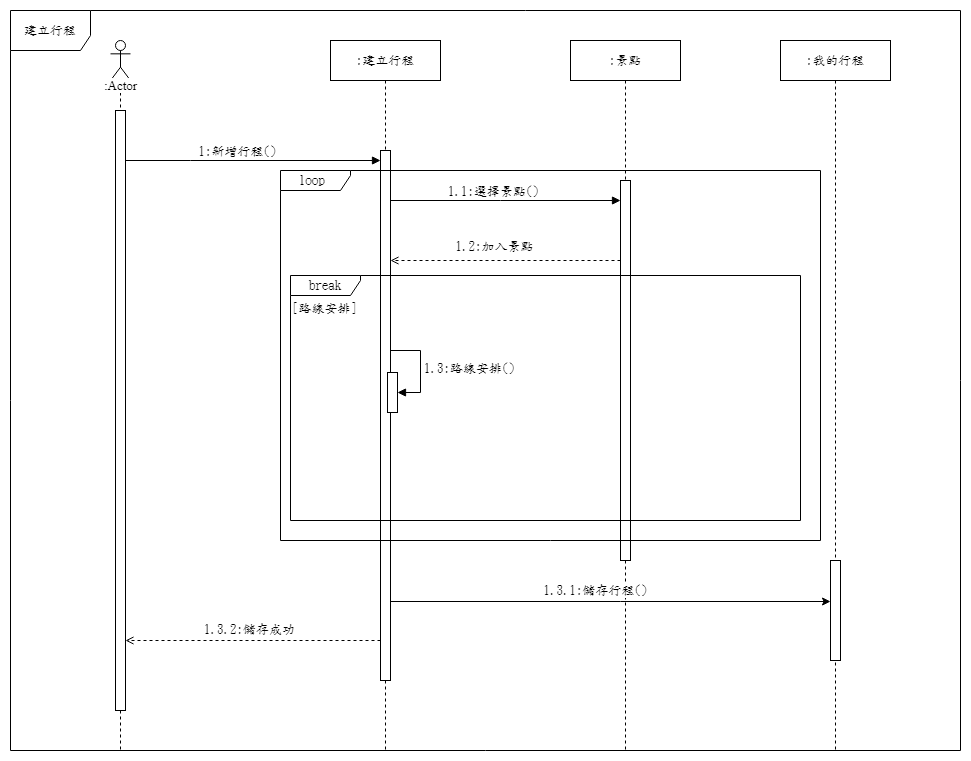 建立行程
:Actor
:建立行程
:景點
:我的行程
1:新增行程()
loop
1.1:選擇景點()
1.2:加入景點
break
[路線安排]
1.3:路線安排()
1.3.1:儲存行程()
1.3.2:儲存成功